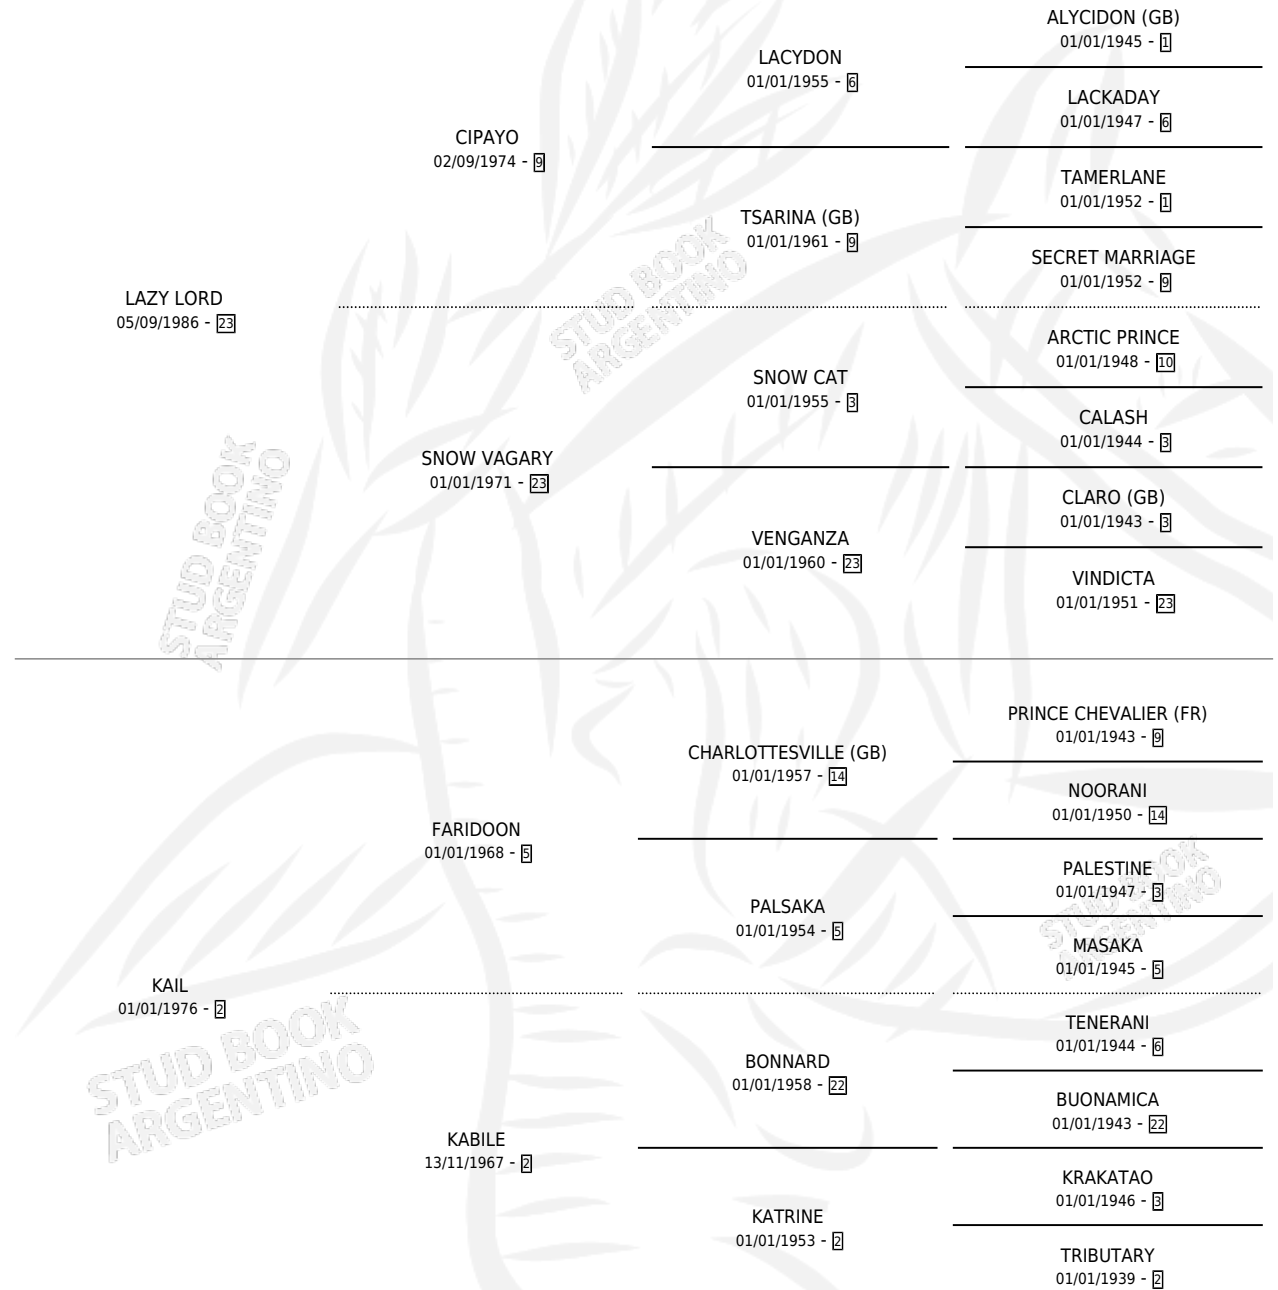 ALYCIDON (GB)
01/01/1945 - 1
LACYDON
01/01/1955 - 6
LACKADAY
01/01/1947 - 6
CIPAYO
02/09/1974 - 9
TAMERLANE
01/01/1952 - 1
TSARINA (GB)
01/01/1961 - 9
SECRET MARRIAGE
01/01/1952 - 9
LAZY LORD
05/09/1986 - 23
ARCTIC PRINCE
01/01/1948 - 10
SNOW CAT
01/01/1955 - 3
CALASH
01/01/1944 - 3
SNOW VAGARY
01/01/1971 - 23
CLARO (GB)
01/01/1943 - 3
VENGANZA
01/01/1960 - 23
VINDICTA
01/01/1951 - 23
STUD BOOK
ARGENTINO
STUD BOOK
ARGENTINO
PRINCE CHEVALIER (FR)
01/01/1943 - 9
CHARLOTTESVILLE (GB)
01/01/1957 - 14
NOORANI
01/01/1950 - 14
FARIDOON
01/01/1968 - 5
PALESTINE
01/01/1947 - 3
PALSAKA
01/01/1954 - 5
MASAKA
01/01/1945 - 5
KAIL
01/01/1976 - 2
TENERANI
01/01/1944 - 6
BONNARD
01/01/1958 - 22
BUONAMICA
01/01/1943 - 22
KABILE
13/11/1967 - 2
KRAKATAO
01/01/1946 - 3
KATRINE
01/01/1953 - 2
TRIBUTARY
01/01/1939 - 2
STUD BOOK
ARGENTINO
STUD BOOK
ARGENTINO